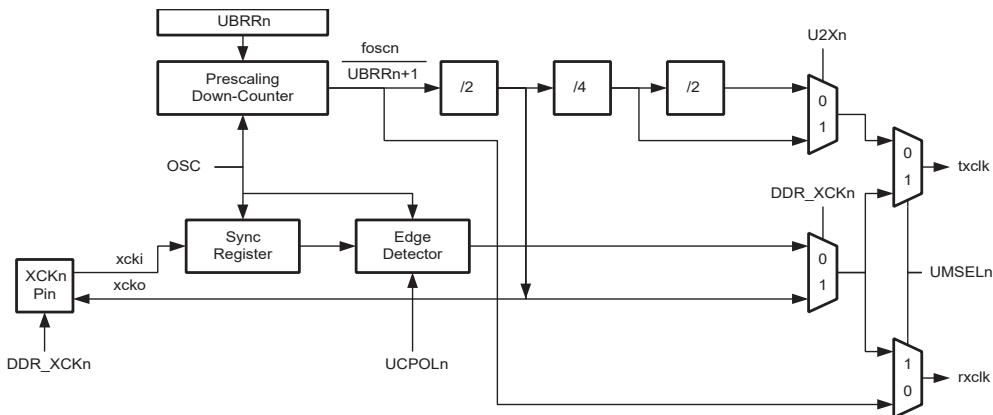 UBRRn
foscn
U2Xn
Prescaling
Down-Counter
UBRRn+1
/2
/4
/2
0
1
OSC
0
1
txclk
DDR_XCKn
Sync
Register
Edge
Detector
xcki
0
1
XCKn
Pin
xcko
UMSELn
DDR_XCKn
UCPOLn
1
0
rxclk